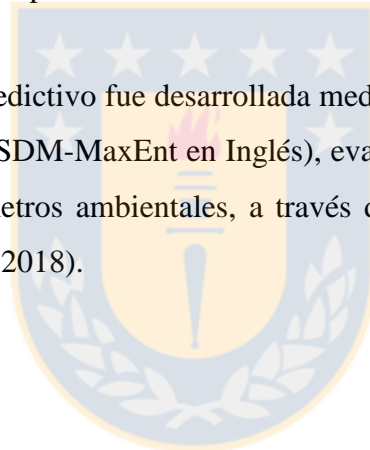 edictivo fue desarrollada med
SDM-MaxEnt en Inglés), eva
etros ambientales, a través d
2018).